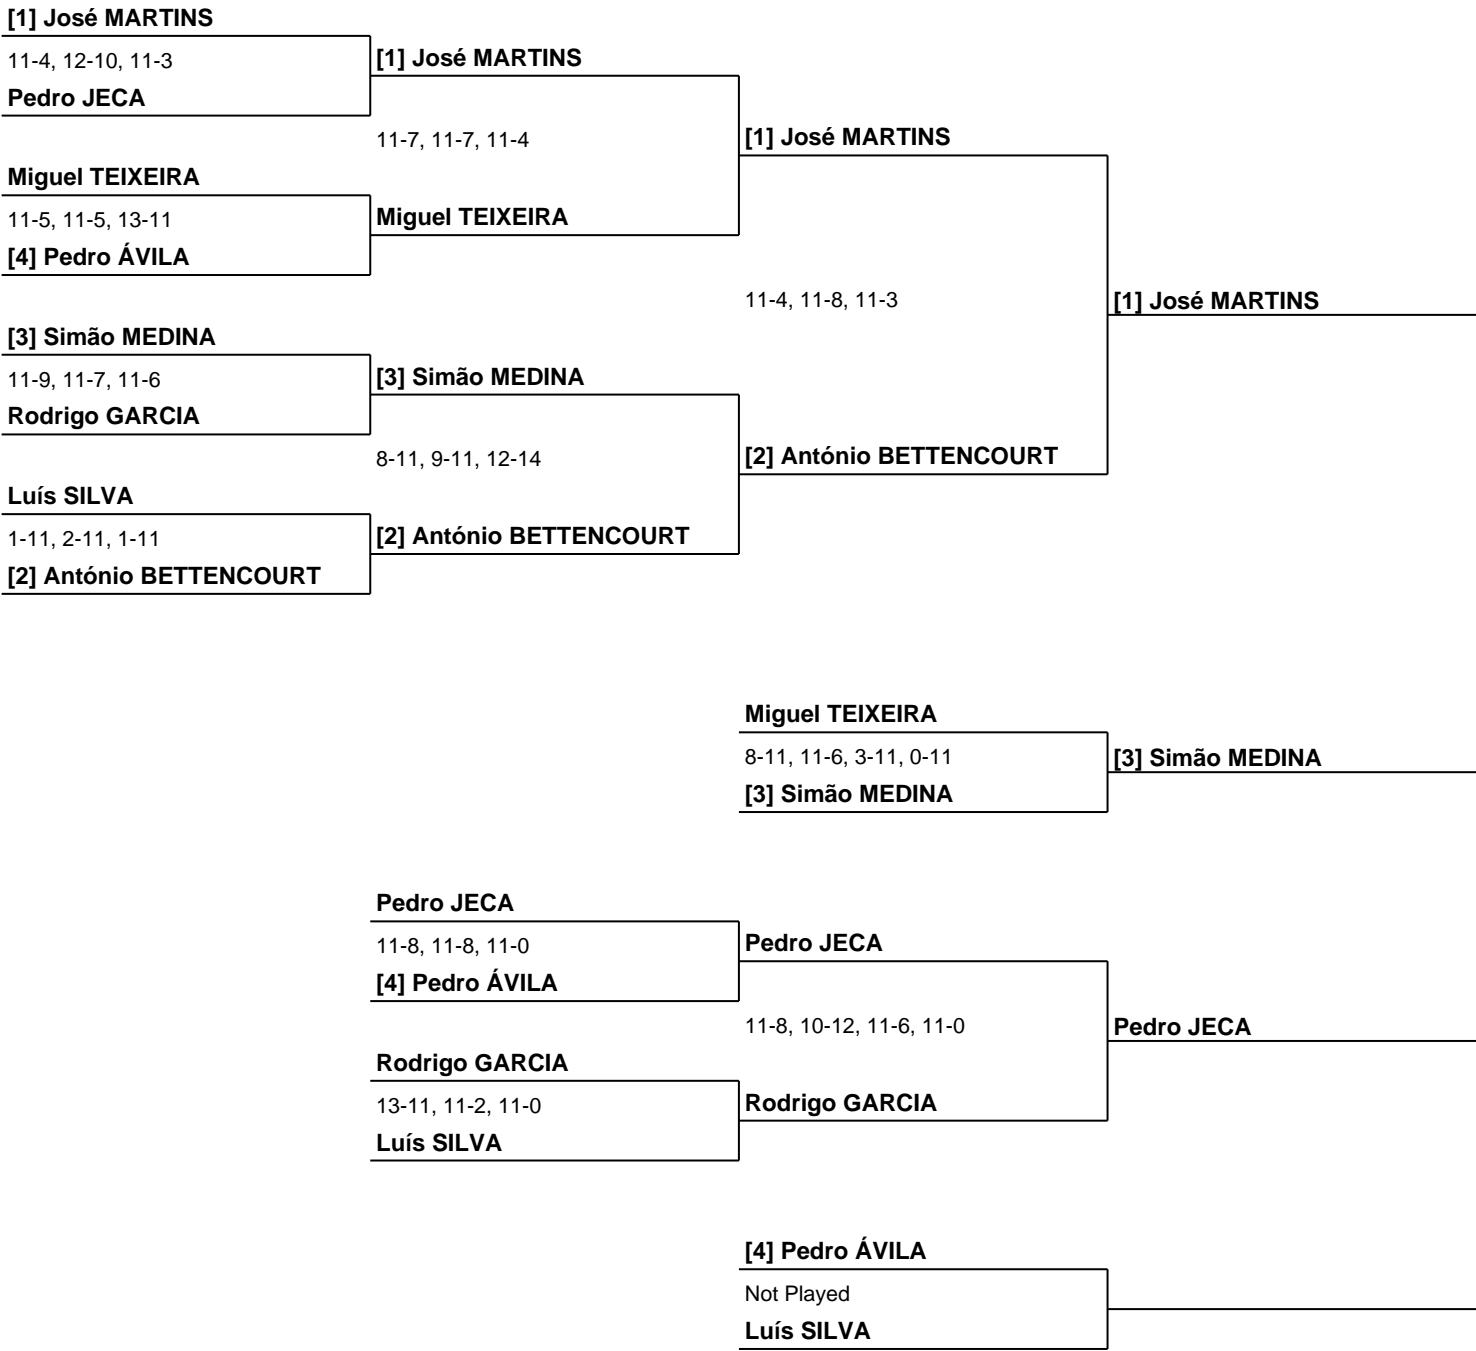 [1] José MARTINS
11-4, 12-10, 11-3
[1] José MARTINS
Pedro JECA
11-7, 11-7, 11-4
[1] José MARTINS
Miguel TEIXEIRA
11-5, 11-5, 13-11
Miguel TEIXEIRA
[4] Pedro ÁVILA
11-4, 11-8, 11-3
[1] José MARTINS
[3] Simão MEDINA
11-9, 11-7, 11-6
[3] Simão MEDINA
Rodrigo GARCIA
8-11, 9-11, 12-14
[2] António BETTENCOURT
Luís SILVA
1-11, 2-11, 1-11
[2] António BETTENCOURT
[2] António BETTENCOURT
Miguel TEIXEIRA
8-11, 11-6, 3-11, 0-11
[3] Simão MEDINA
[3] Simão MEDINA
Pedro JECA
11-8, 11-8, 11-0
Pedro JECA
[4] Pedro ÁVILA
11-8, 10-12, 11-6, 11-0
Pedro JECA
Rodrigo GARCIA
13-11, 11-2, 11-0
Rodrigo GARCIA
Luís SILVA
[4] Pedro ÁVILA
Not Played
Luís SILVA